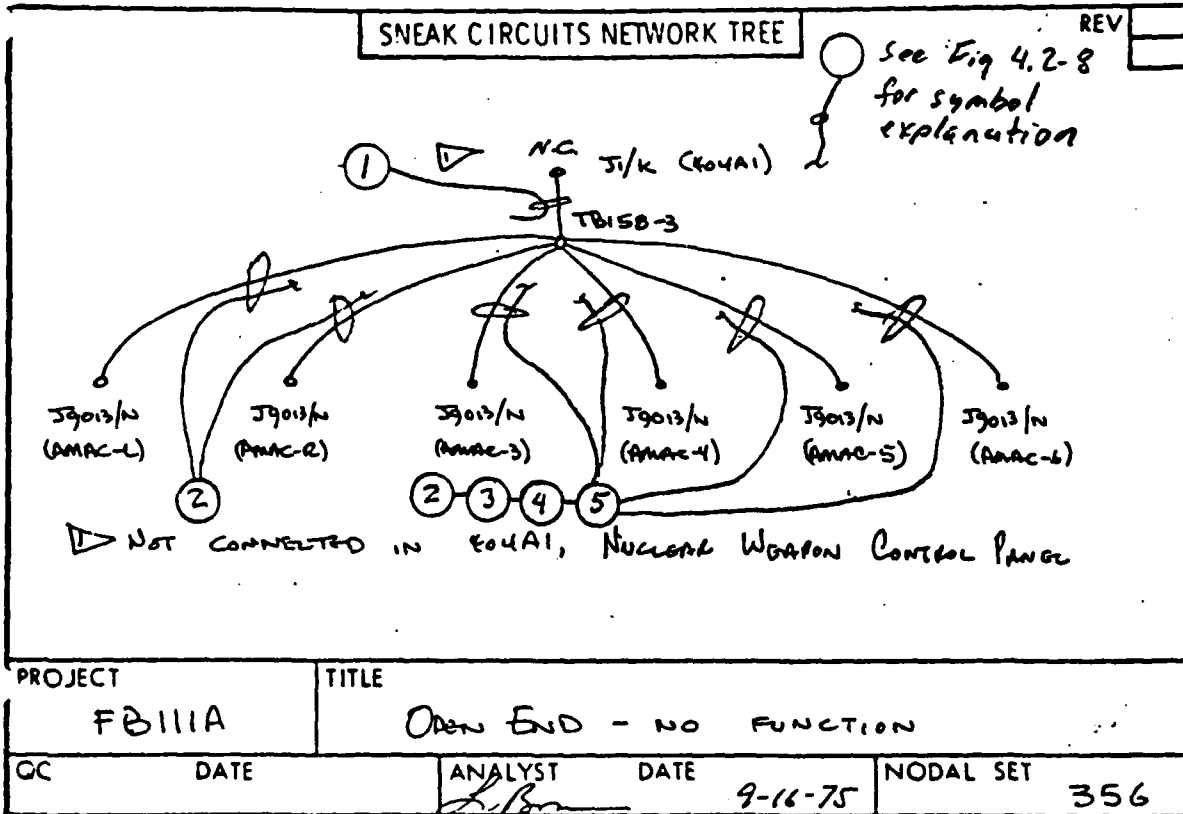 SNEAK CIRCUITS NETWORK TREE
REV
See Fig 4.2-8
for symbol
explanation
1
1
N.C.
J1/K (404A1)
TB158-3
J9013/N
(AMAC-L)
J9013/N
(AMAC-R)
J9013/N
(AMAC-3)
J9013/N
(AMAC-4)
J9013/N
(AMAC-5)
J9013/N
(AMAC-6)
2
2 3 4 5
1 NOT CONNECTED IN 404A1, NUCLEAR WEAPON CONTROL PANEL
PROJECT
FB111A
TITLE
OPEN END - NO FUNCTION
QC DATE
ANALYST DATE
9-16-75
NODAL SET
356